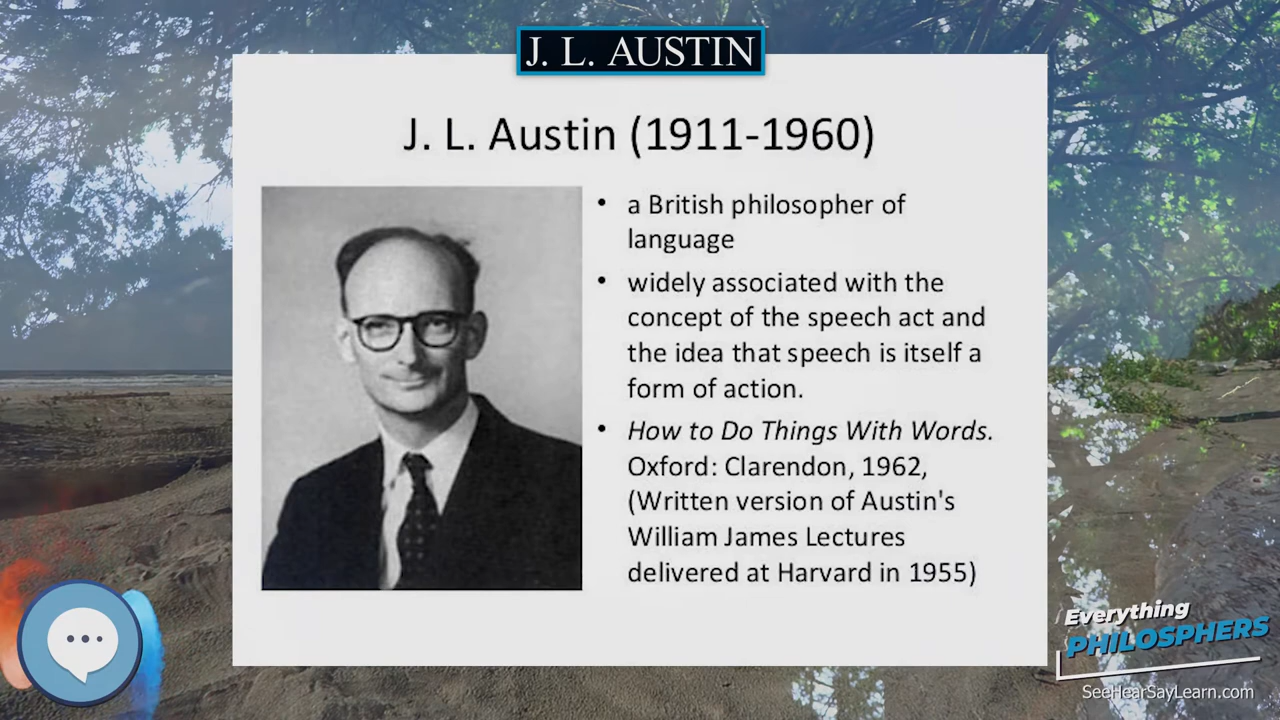 J. L. AUSTIN
J. L. Austin (1911-1960)
• a British philosopher of
language
• widely associated with the
concept of the speech act and
the idea that speech is itself a
form of action.
• How to Do Things With Words.
Oxford: Clarendon, 1962,
(Written version of Austin's
William James Lectures
delivered at Harvard in 1955)
Everything
PHILOSPHERS
SeeHearSayLearn.com